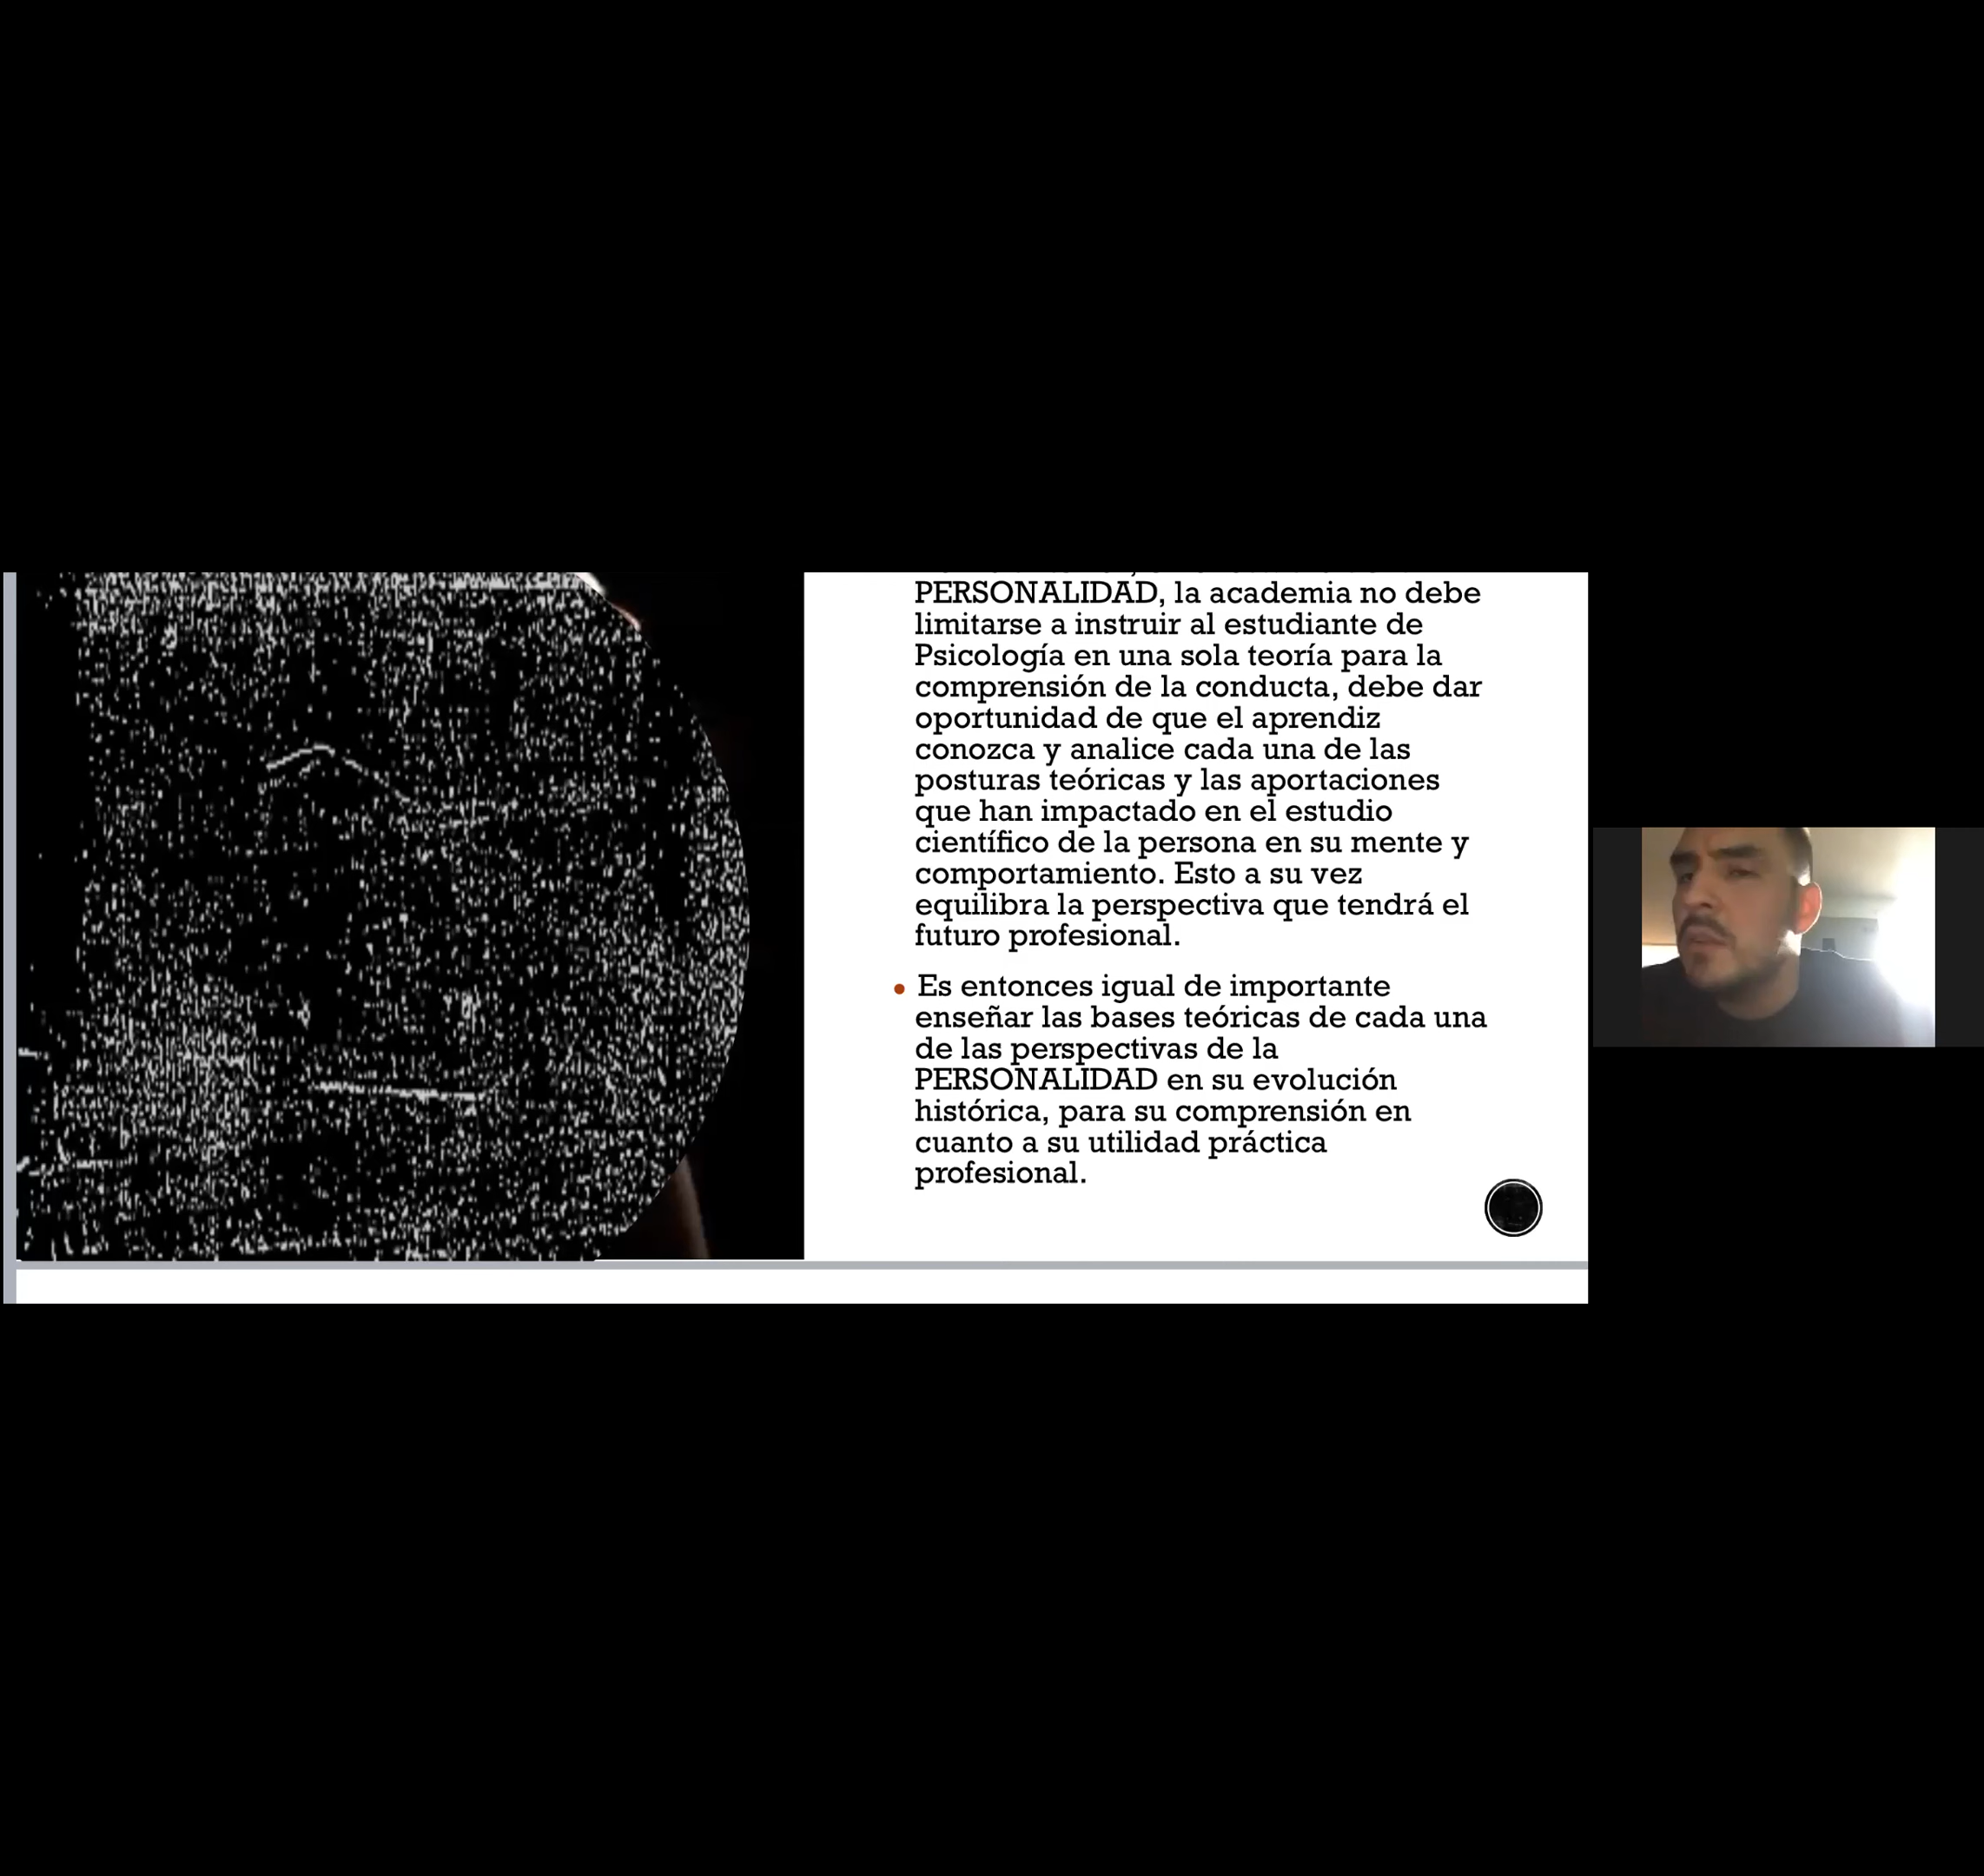 PERSONALIDAD, la academia no debe
limitarse a instruir al estudiante de
Psicología en una sola teoría para la
comprensión de la conducta, debe dar
oportunidad de que el aprendiz
conozca y analice cada una de las
posturas teóricas y las aportaciones
que han impactado en el estudio
científico de la persona en su mente y
comportamiento. Esto a su vez
equilibra la perspectiva que tendrá el
futuro profesional.
• Es entonces igual de importante
enseñar las bases teóricas de cada una
de las perspectivas de la
PERSONALIDAD en su evolución
histórica, para su comprensión en
cuanto a su utilidad práctica
profesional.